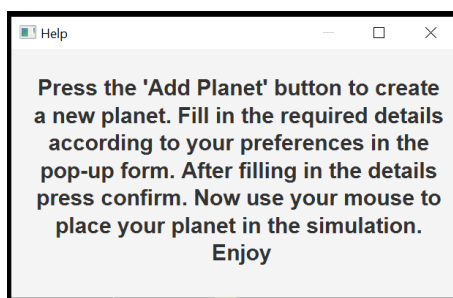 Help
Press the 'Add Planet' button to create
a new planet. Fill in the required details
according to your preferences in the
pop-up form. After filling in the details
press confirm. Now use your mouse to
place your planet in the simulation.
Enjoy